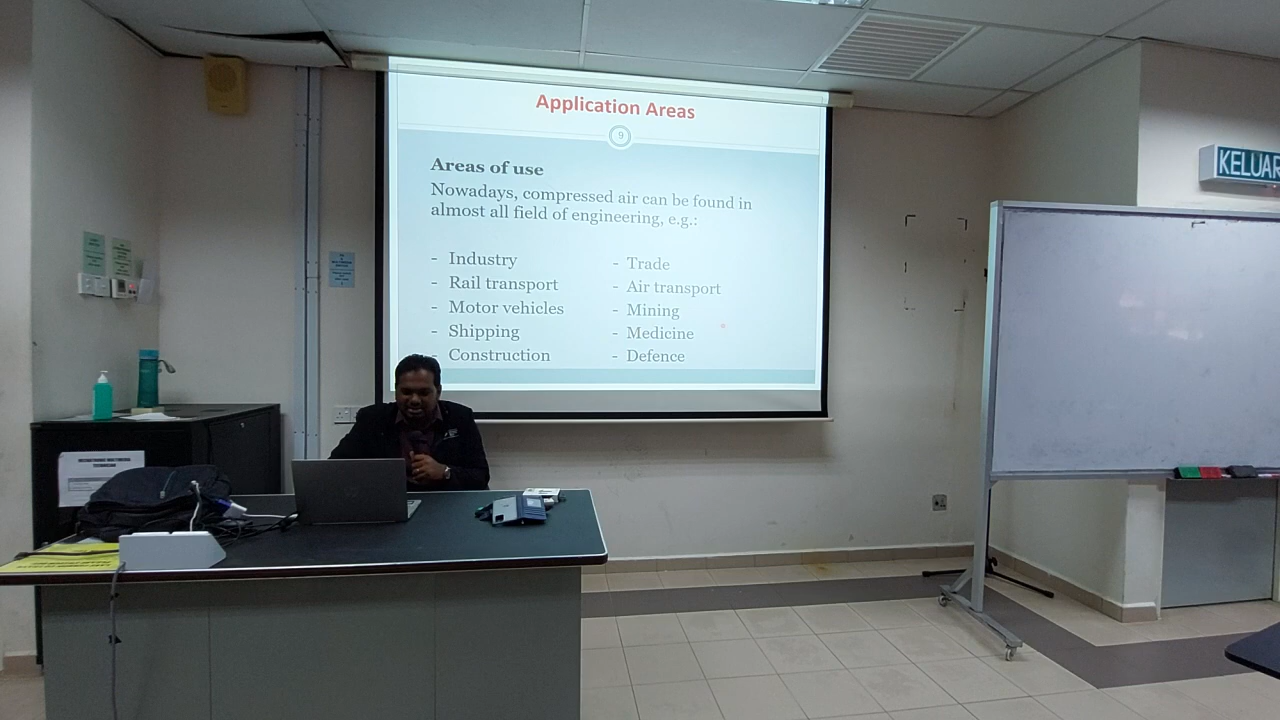 Application Areas
9
Areas of use
Nowadays, compressed air can be found in
almost all field of engineering, e.g.:
- Industry
- Rail transport
- Motor vehicles
- Shipping
- Construction
- Trade
- Air transport
- Mining
- Medicine
- Defence
KELUAR